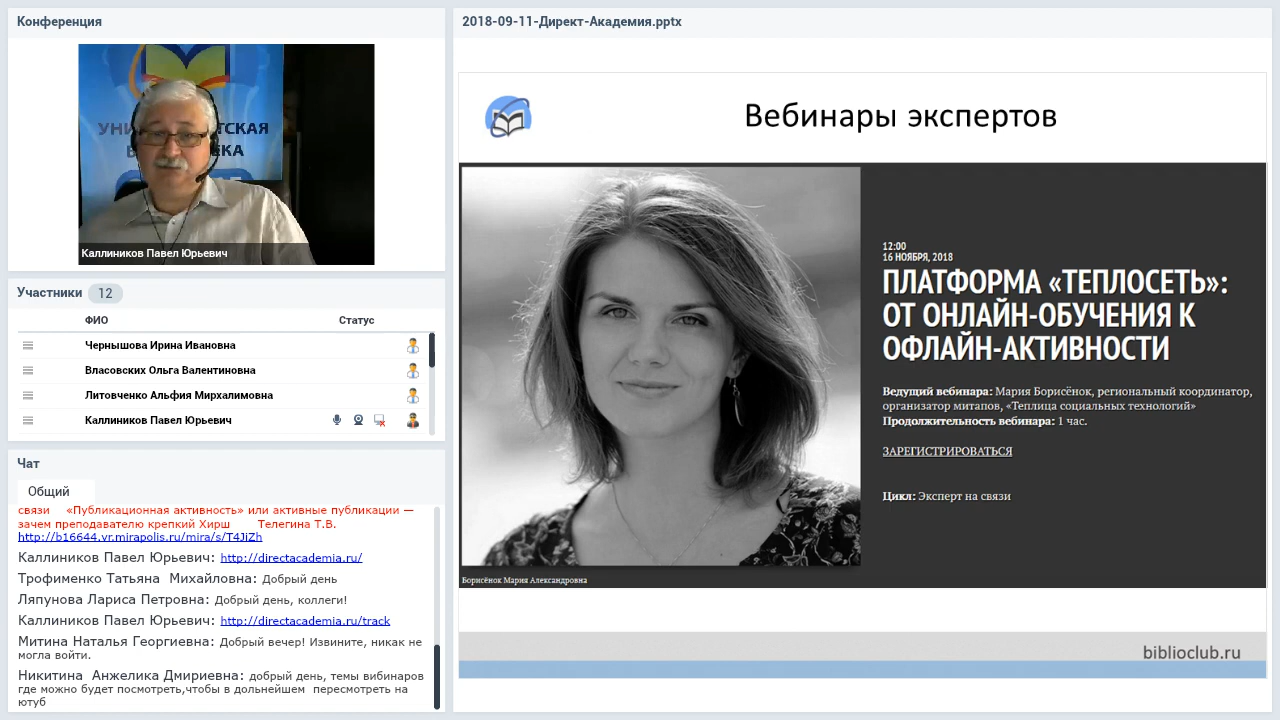 Конференция
УНИ ТСКАЯ
Каллиников Павел Юрьевич
Участники 12
ФИО Статус
Чернышова Ирина Ивановна
Власовских Ольга Валентиновна
Литовченко Альфия Мирхалимовна
Каллиников Павел Юрьевич
Чат
Общий
связи «Публикационная активность» или активные публикации —
зачем преподавателю крепкий Хирш Телегина Т.В.
http://b16644.vr.mirapolis.ru/mira/s/T4JiZh
Каллиников Павел Юрьевич: http://directacademia.ru/
Трофименко Татьяна Михайловна: Добрый день
Ляпунова Лариса Петровна: Добрый день, коллеги!
Каллиников Павел Юрьевич: http://directacademia.ru/track
Митина Наталья Георгиевна: Добрый вечер! Извините, никак не
могла войти.
Никитина Анжелика Дмириевна: добрый день, темы вибинаров
где можно будет посмотреть,чтобы в дольнейшем пересмотреть на
ютуб
2018-09-11-Директ-Академия.pptx
Вебинары экспертов
12:00
16 НОЯБРЯ, 2018
ПЛАТФОРМА «ТЕПЛОСЕТЬ»:
ОТ ОНЛАЙН-ОБУЧЕНИЯ К
ОФЛАЙН-АКТИВНОСТИ
Ведущий вебинара: Мария Борисёнок, региональный координатор,
организатор митапов, «Теплица социальных технологий»
Продолжительность вебинара: 1 час.
ЗАРЕГИСТРИРОВАТЬСЯ
Цикл: Эксперт на связи
Борисёнок Мария Александровна
biblioclub.ru